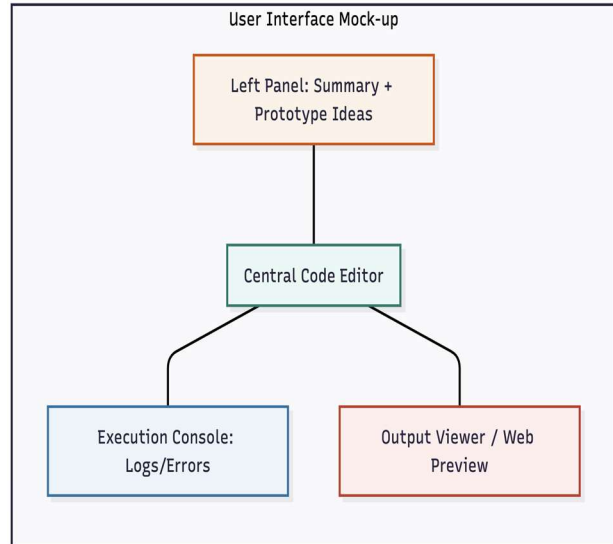 User Interface Mock-up
Left Panel: Summary +
Prototype Ideas
Central Code Editor
Execution Console:
Logs/Errors
Output Viewer / Web
Preview